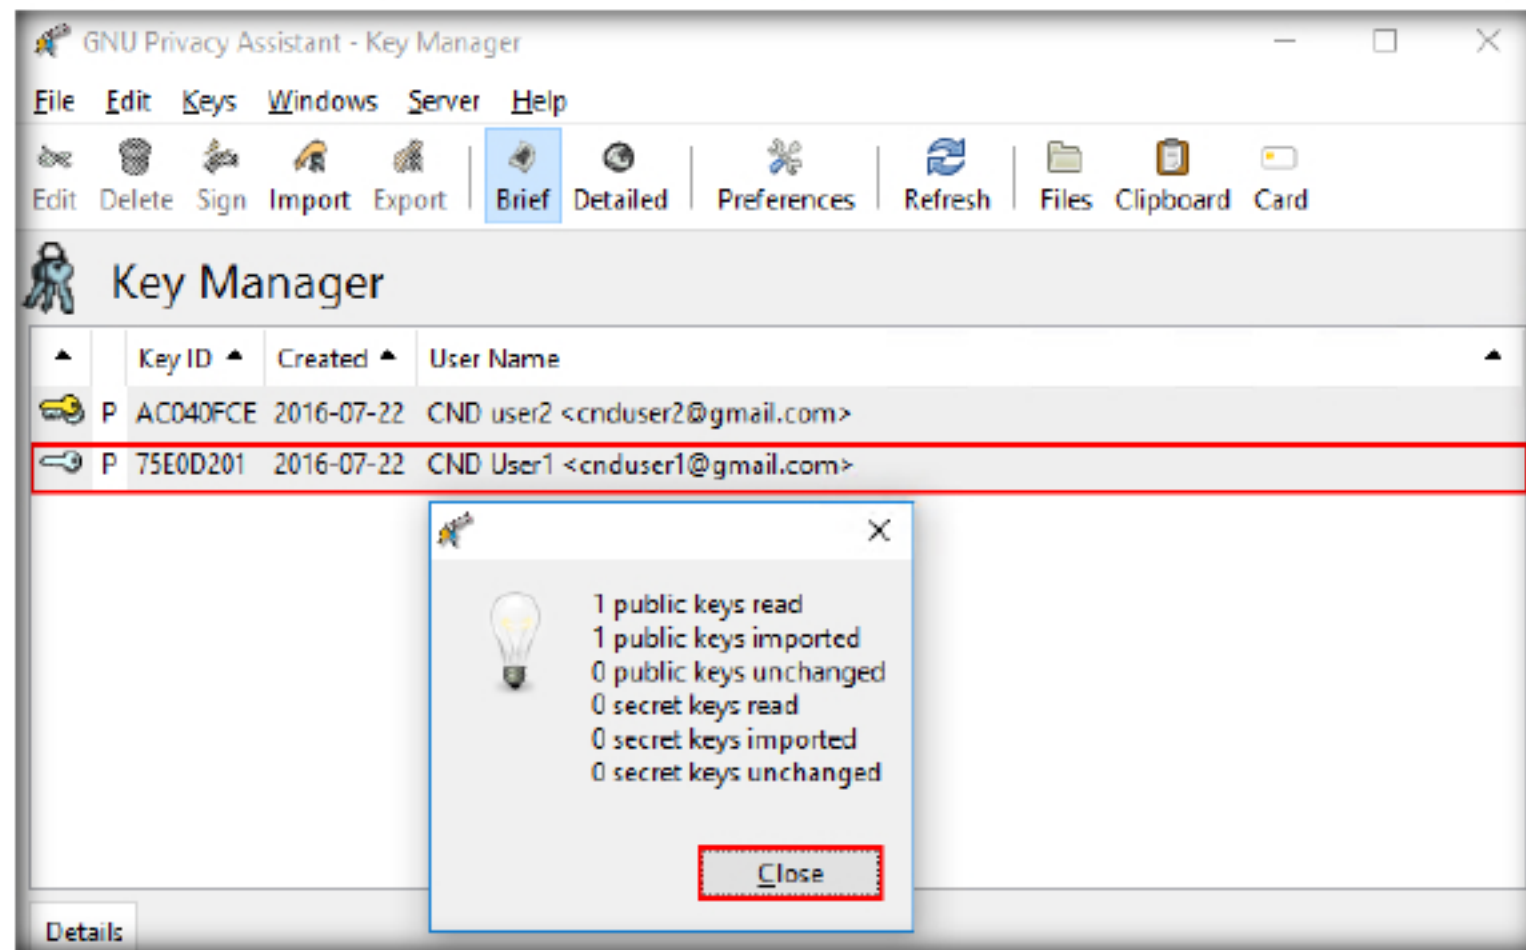 GNU Privacy Assistant - Key Manager
File Edit Keys Windows Server Help
Edit Delete Sign Import Export Brief Detailed Preferences Refresh Files Clipboard Card
Key Manager
Key ID Created User Name
P AC040FCE 2016-07-22 CND user2 <cnduser2@gmail.com>
P 75E0D201 2016-07-22 CND User1 <cnduser1@gmail.com>
1 public keys read
1 public keys imported
0 public keys unchanged
0 secret keys read
0 secret keys imported
0 secret keys unchanged
Close
Details